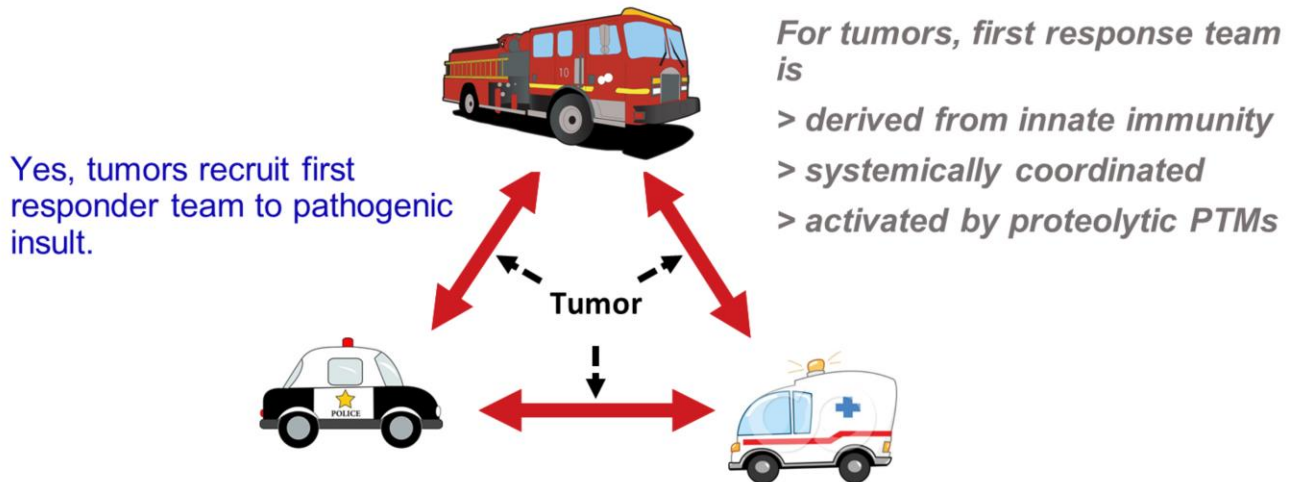 For tumors, first response team
is
> derived from innate immunity
> systemically coordinated
> activated by proteolytic PTMs
Yes, tumors recruit first
responder team to pathogenic
insult.
10
Tumor
POLICE